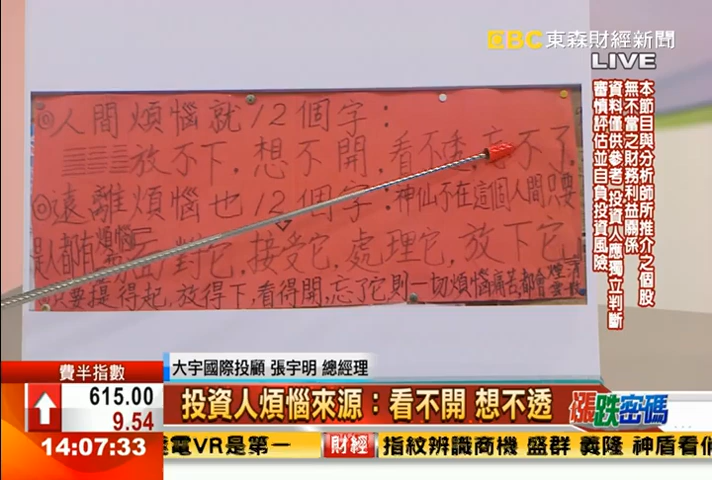 EBC 東森財經新聞
LIVE
◎人間煩惱就12個字：
放不下，想不開，看不透，忘不了。
◎遠離煩惱也12個字：神仙不在這個人間只要
是人都有煩惱 對它，接受它，處理它，放下它。
只要提得起，放得下，看得開，忘了它則一切煩惱痛苦都會煙消雲散
本節目與分析師所推介之個股
無不當之財務利益關係
資料僅供參考 投資人應獨立判斷
審慎評估並自負投資風險
費半指數
615.00
9.54
14:07:33
大宇國際投顧 張宇明 總經理
投資人煩惱來源：看不開 想不透
漲跌密碼
電VR是第一
財經
指紋辨識商機 盛群 義隆 神盾看俏